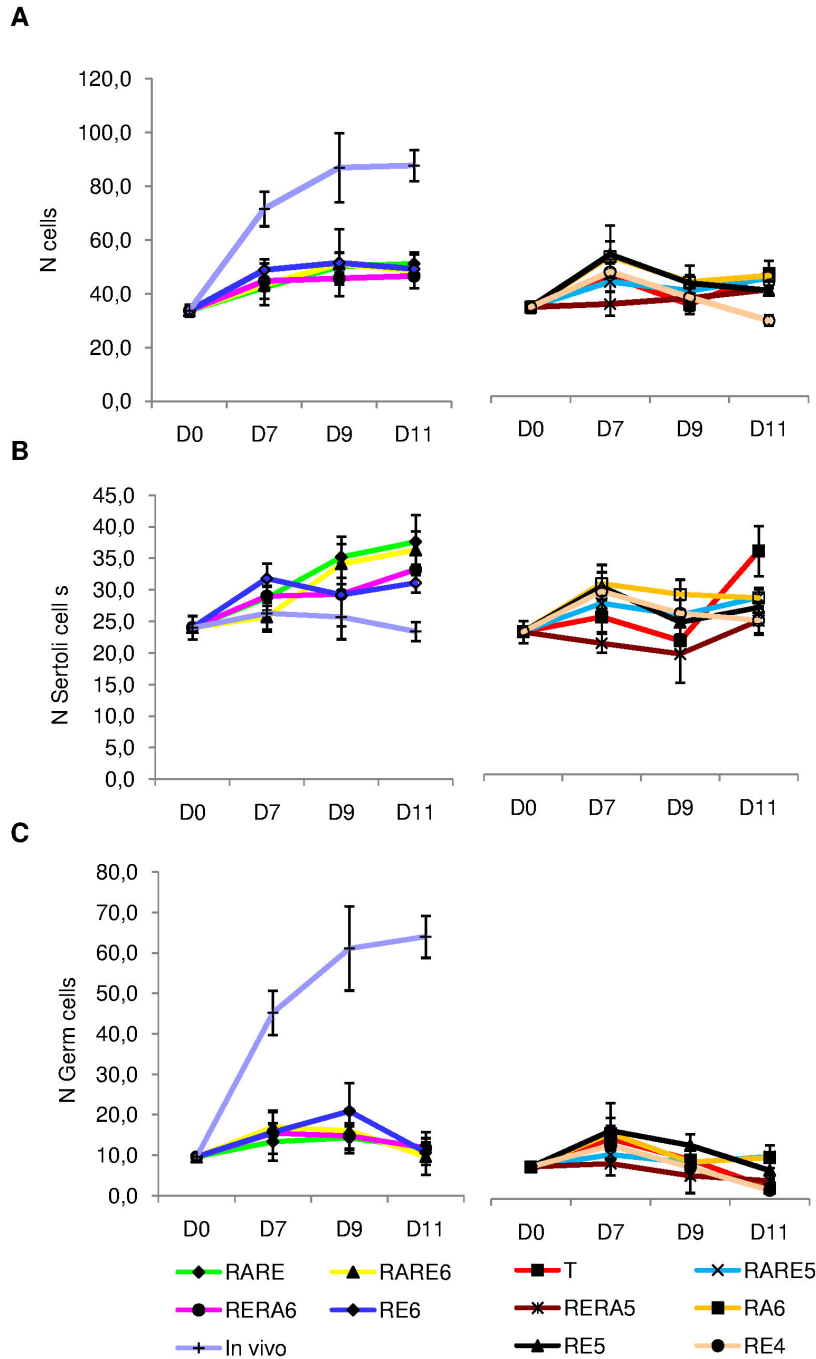 A
N cells
120,0
100,0
80,0
60,0
40,0
20,0
0,0
D0 D7 D9 D11
D0 D7 D9 D11
B
N Sertoli cell s
45,0
40,0
35,0
30,0
25,0
20,0
15,0
10,0
5,0
0,0
D0 D7 D9 D11
D0 D7 D9 D11
C
N Germ cells
80,0
70,0
60,0
50,0
40,0
30,0
20,0
10,0
0,0
D0 D7 D9 D11
D0 D7 D9 D11
RARE RARE6
RERA6 RE6
In vivo
T RARE5
RERA5 RA6
RE5 RE4